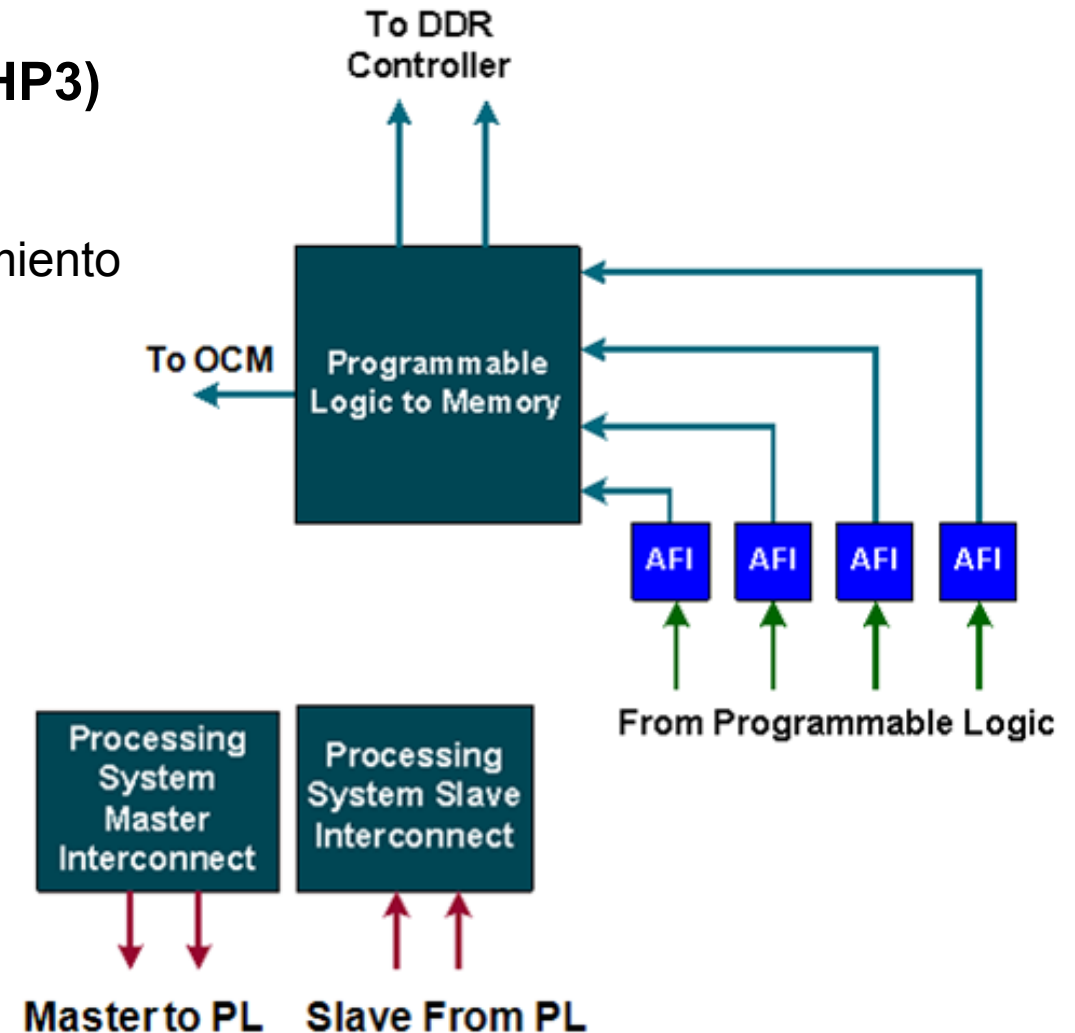 To DDR
Controller
HP3)
miento
To OCM
Programmable
Logic to Memory
AFI
AFI
AFI
AFI
From Programmable Logic
Processing
System
Master
Interconnect
Processing
System Slave
Interconnect
Master to PL
Slave From PL